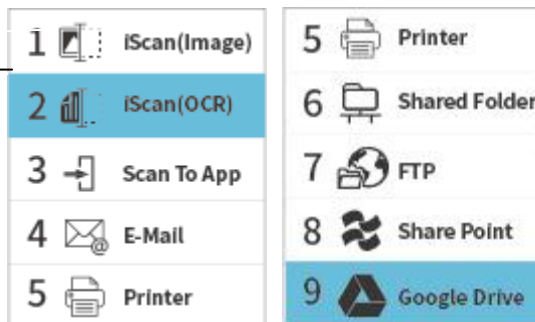 1 iScan(Image)
2 iScan(OCR)
3 Scan To App
4 E-Mail
5 Printer
5 Printer
6 Shared Folder
7 FTP
8 Share Point
9 Google Drive